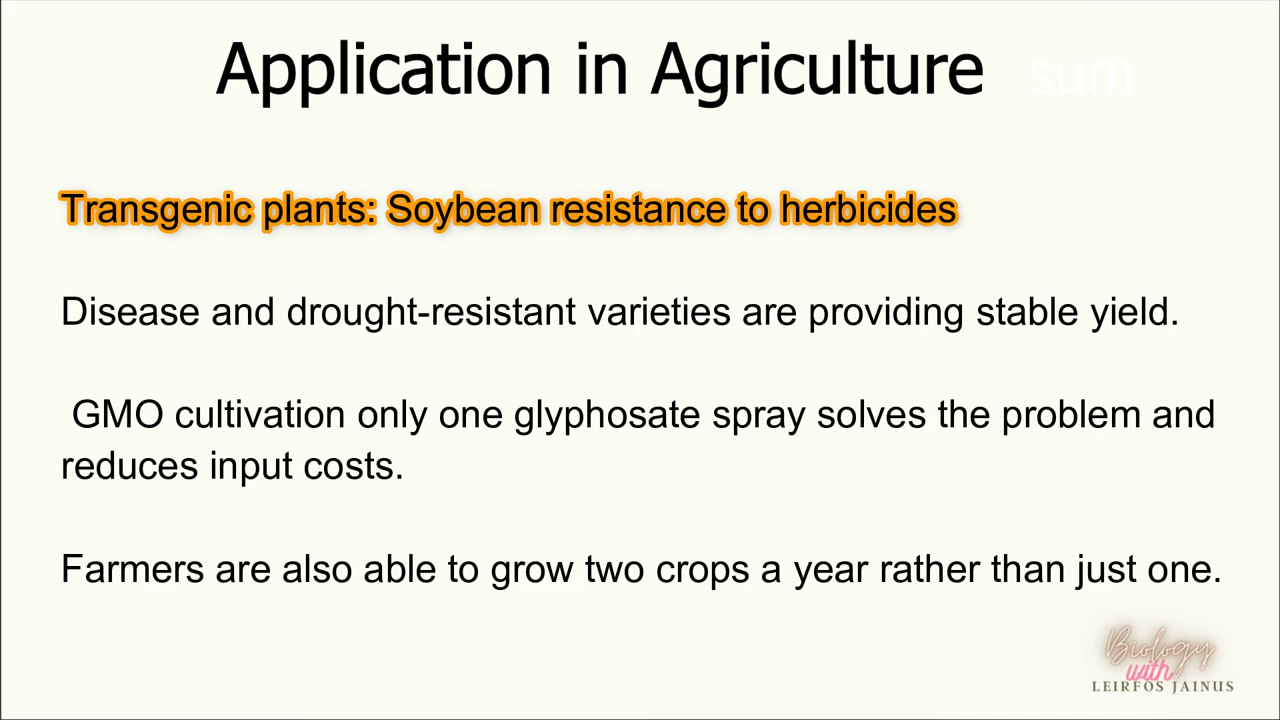 Application in Agriculture sum
Transgenic plants: Soybean resistance to herbicides
Disease and drought-resistant varieties are providing stable yield.
GMO cultivation only one glyphosate spray solves the problem and
reduces input costs.
Farmers are also able to grow two crops a year rather than just one.
Biology
with
LEIRFOS JAINUS